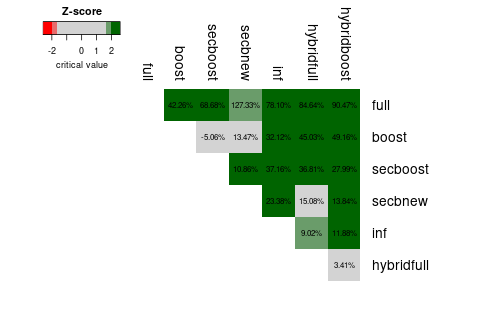 Z-score
-2 0 1 2
critical value
full boost secboost secbnew inf hybridfull hybridboost
42.26% 68.68% 127.33% 78.10% 84.64% 90.47% full
-5.06% 13.47% 32.12% 45.03% 49.16% boost
10.86% 37.16% 36.81% 27.99% secboost
23.38% 15.08% 13.84% secbnew
9.02% 11.88% inf
3.41% hybridfull